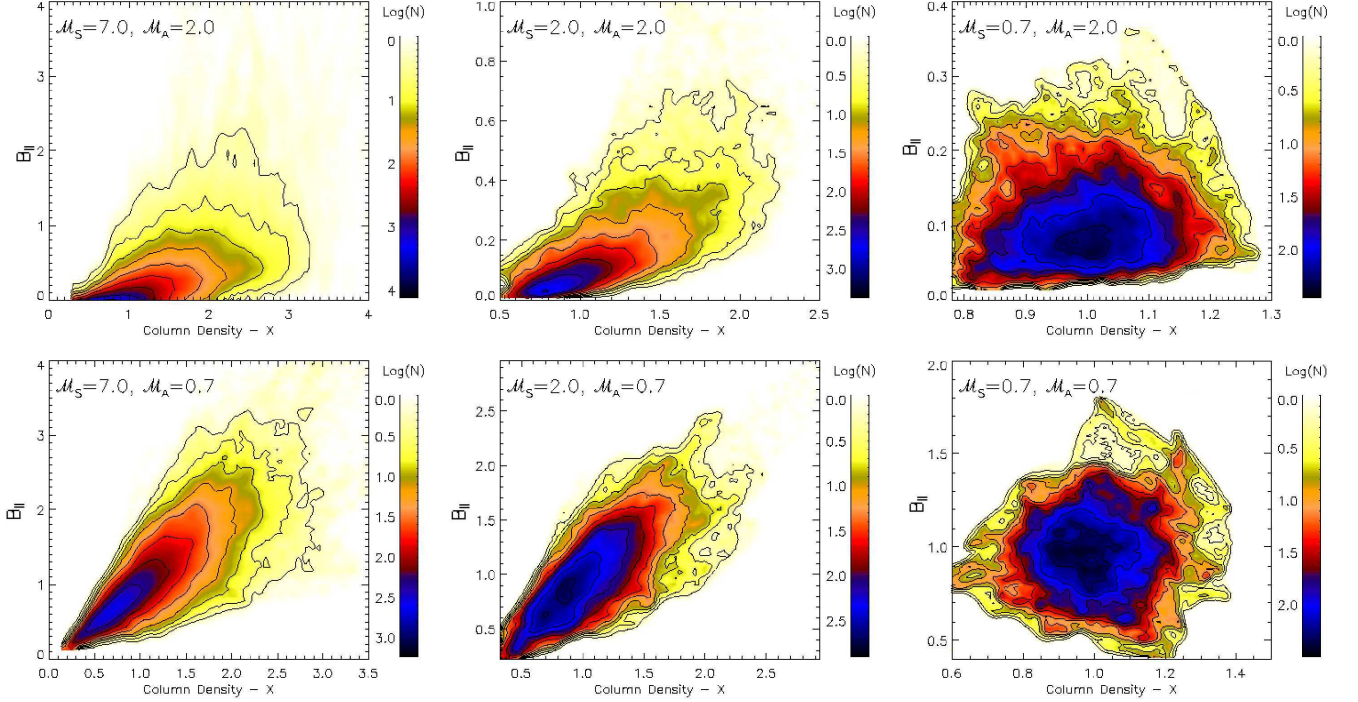 ℳS=7.0, ℳA=2.0
Log(N)
0
1
2
3
4
4
3
2
1
0
B||
0 1 2 3 4
Column Density – X
ℳS=2.0, ℳA=2.0
Log(N)
0.0
0.5
1.0
1.5
2.0
2.5
3.0
1.0
0.8
0.6
0.4
0.2
0.0
B||
0.5 1.0 1.5 2.0 2.5
Column Density – X
ℳS=0.7, ℳA=2.0
Log(N)
0.0
0.5
1.0
1.5
2.0
0.4
0.3
0.2
0.1
0.0
B||
0.8 0.9 1.0 1.1 1.2 1.3
Column Density – X
ℳS=7.0, ℳA=0.7
Log(N)
0.0
0.5
1.0
1.5
2.0
2.5
3.0
4
3
2
1
0
B||
0.0 0.5 1.0 1.5 2.0 2.5 3.0 3.5
Column Density – X
ℳS=2.0, ℳA=0.7
Log(N)
0.0
0.5
1.0
1.5
2.0
2.5
2.5
2.0
1.5
1.0
0.5
B||
0.5 1.0 1.5 2.0 2.5
Column Density – X
ℳS=0.7, ℳA=0.7
Log(N)
0.0
0.5
1.0
1.5
2.0
2.0
1.5
1.0
0.5
B||
0.6 0.8 1.0 1.2 1.4
Column Density – X